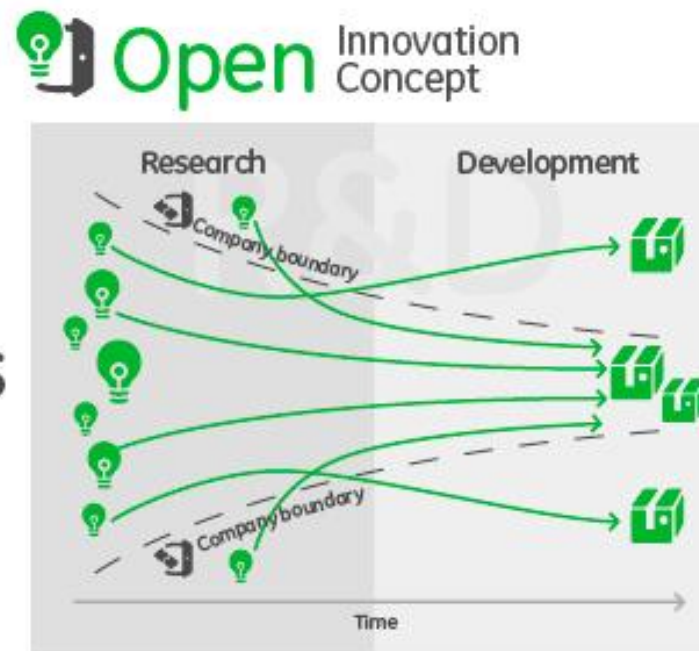 Open
Innovation
Concept
Research
Development
R&D
Company boundary
Company boundary
Time